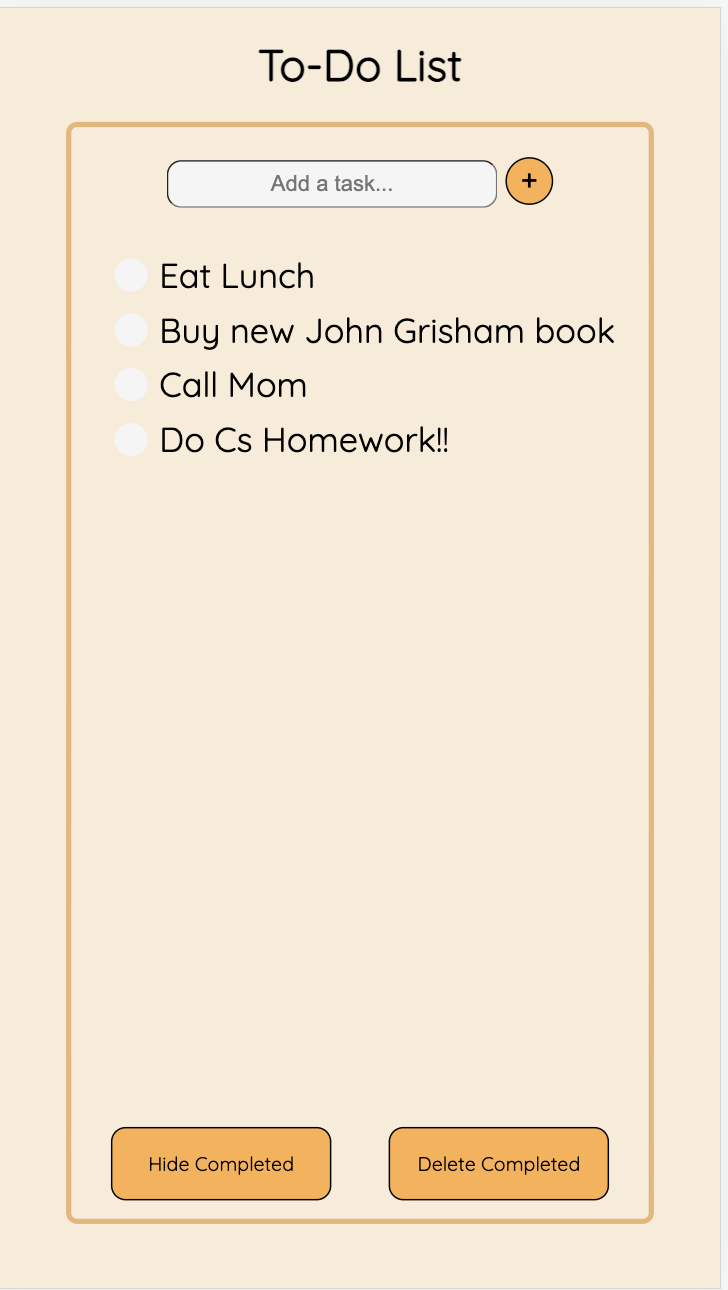 To-Do List
Add a task... +
Eat Lunch
Buy new John Grisham book
Call Mom
Do Cs Homework!!
Hide Completed Delete Completed